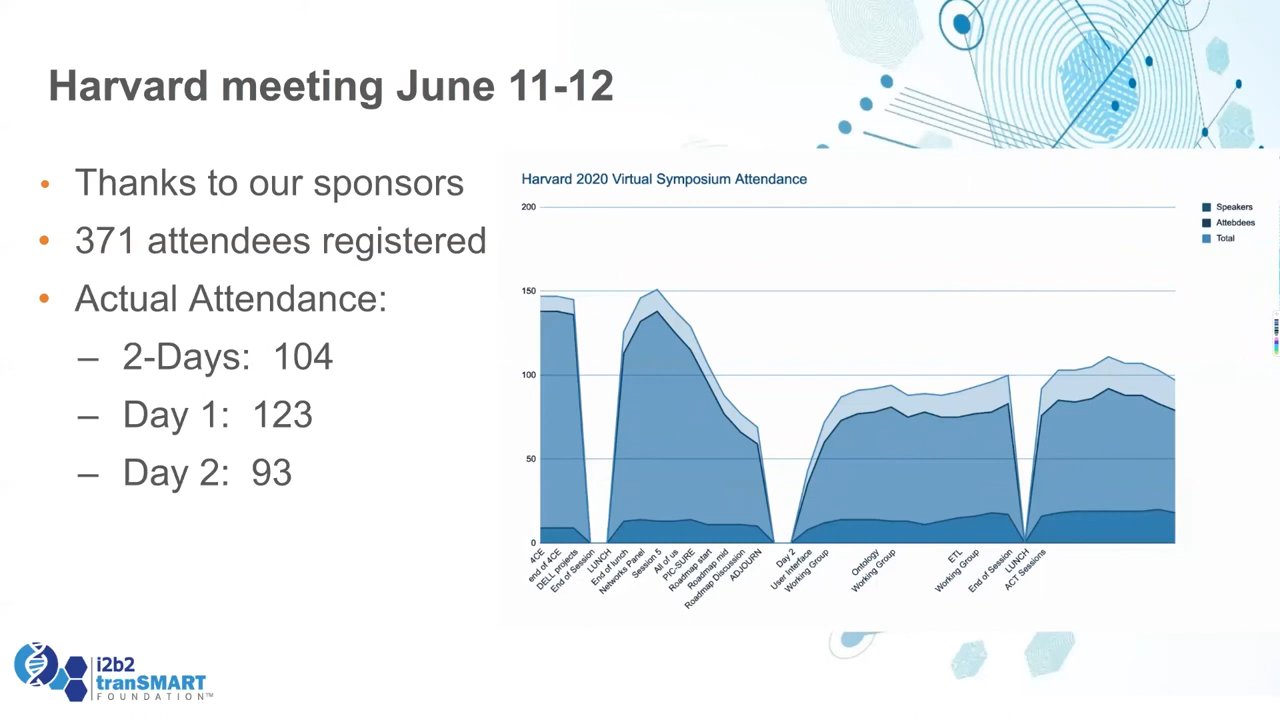 Harvard meeting June 11-12
• Thanks to our sponsors
• 371 attendees registered
• Actual Attendance:
– 2-Days: 104
– Day 1: 123
– Day 2: 93
Harvard 2020 Virtual Symposium Attendance
200
150
100
50
0
Speakers
Attebdees
Total
4CE
end of 4CE
DELL projects
End of Session
LUNCH
End of lunch
Networks Panel
Session 5
All of us
PIC-SURE
Roadmap start
Roadmap mid
Roadmap Discussion
ADJOURN
Day 2
User Interface
Working Group
Ontology
Working Group
ETL
Working Group
End of Session
LUNCH
ACT Sessions
i2b2
tranSMART
FOUNDATION™